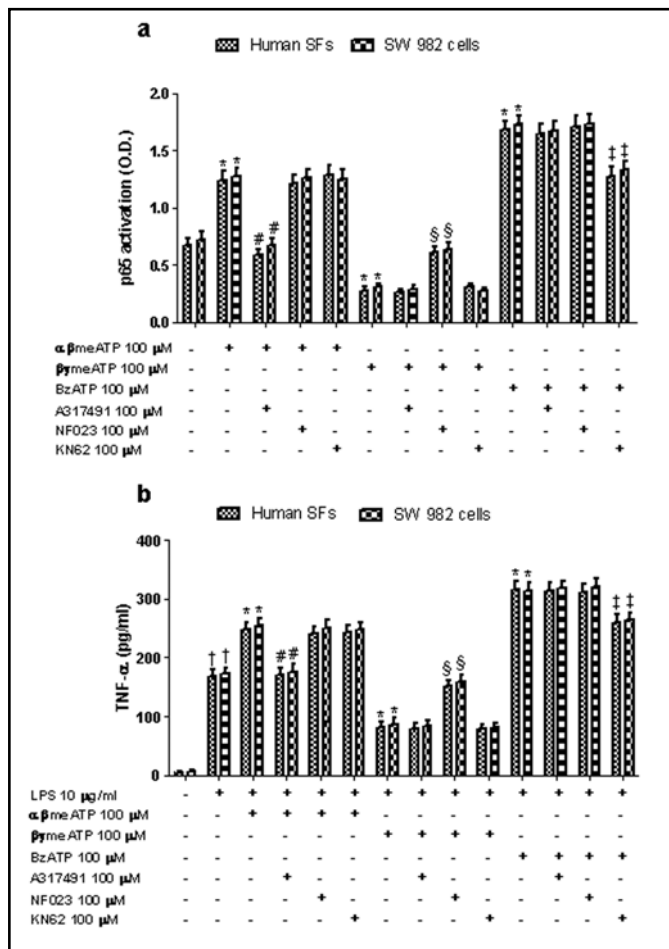 a
Human SFs SW 982 cells
* * * *
‡ ‡
# # § §
* *
p65 activation (O.D.)
2.0
1.5
1.0
0.5
0.0
αβmeATP 100 μM - + + + + - - - - - - - -
βγmeATP 100 μM - - - - - + + + + - - - -
BzATP 100 μM - - - - - - - - - + + + +
A317491 100 μM - - + - - - + - - - + - -
NF023 100 μM - - - + - - - + - - - + -
KN62 100 μM - - - - + - - - + - - - +
b
Human SFs SW 982 cells
* *
* * ‡ ‡
† † # # § §
* *
TNF-α (pg/ml)
400
300
200
100
0
LPS 10 μg/ml - + + + + + + + + + + + + +
αβmeATP 100 μM - - + + + + - - - - - - - -
βγmeATP 100 μM - - - - - - + + + + - - - -
BzATP 100 μM - - - - - - - - - - + + + +
A317491 100 μM - - - + - - - + - - - + - -
NF023 100 μM - - - - + - - - + - - - + -
KN62 100 μM - - - - - + - - - + - - - +